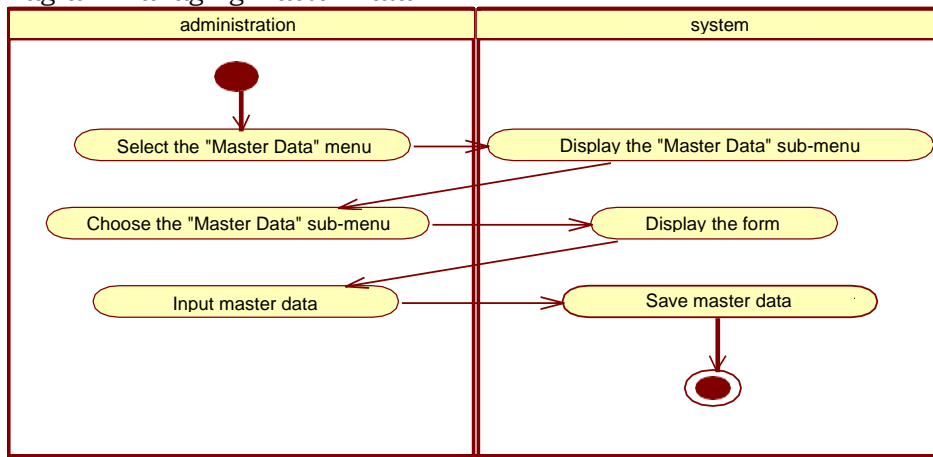 administration
system
Select the "Master Data" menu
Display the "Master Data" sub-menu
Choose the "Master Data" sub-menu
Display the form
Input master data
Save master data